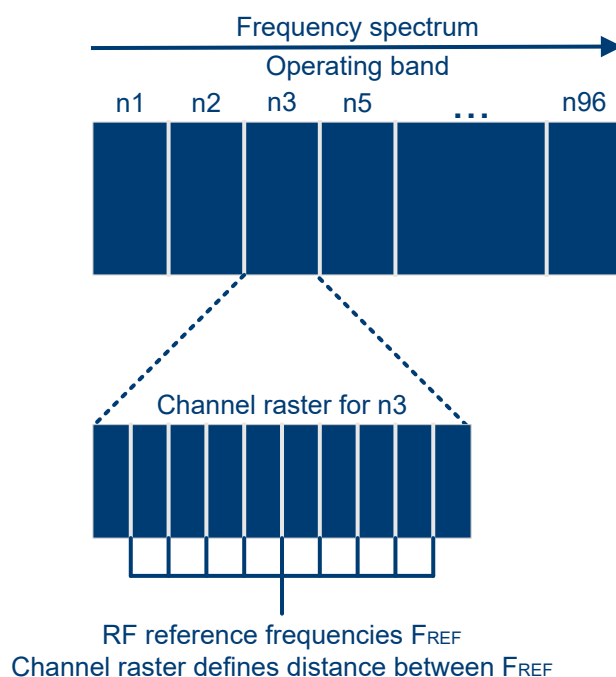 Frequency spectrum
Operating band
n1 n2 n3 n5 ... n96
Channel raster for n3
RF reference frequencies FREF
Channel raster defines distance between FREF